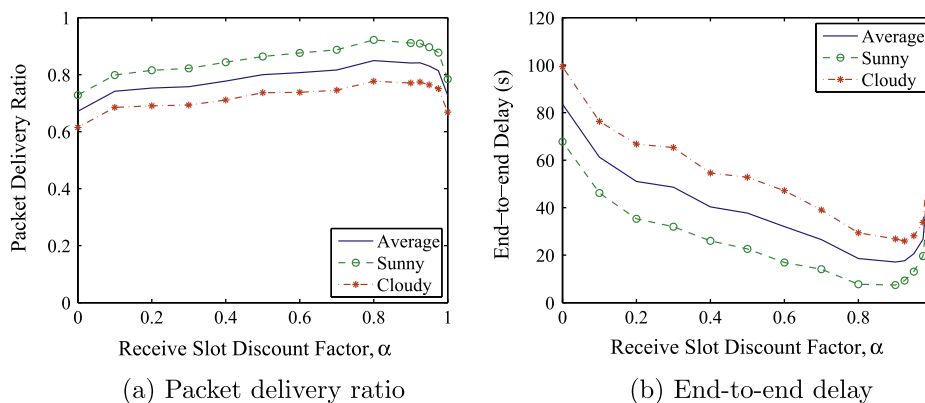 1
0.8
0.6
0.4
0.2
0
0 0.2 0.4 0.6 0.8 1
Packet Delivery Ratio
Receive Slot Discount Factor, α
Average
Sunny
Cloudy
(a) Packet delivery ratio
120
100
80
60
40
20
0
0 0.2 0.4 0.6 0.8
End−to−end Delay (s)
Receive Slot Discount Factor, α
Average
Sunny
Cloudy
(b) End-to-end delay